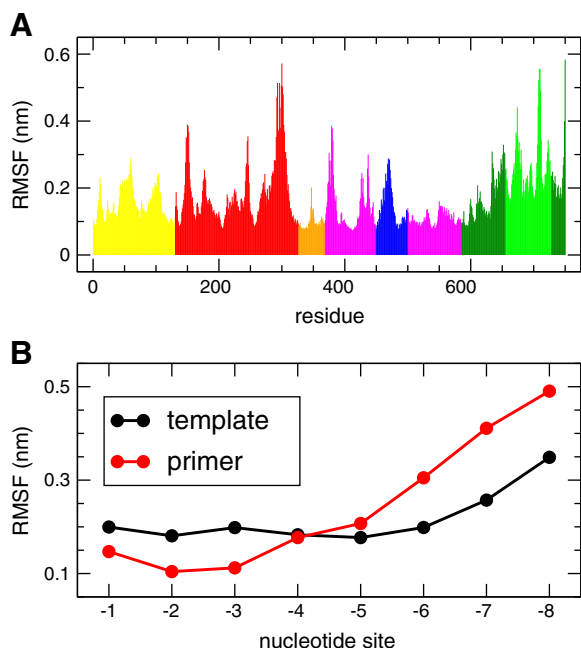 A
RMSF (nm)
0.6
0.4
0.2
0
0 200 400 600
residue
B
RMSF (nm)
0.5
0.3
0.1
template
primer
-1 -2 -3 -4 -5 -6 -7 -8
nucleotide site